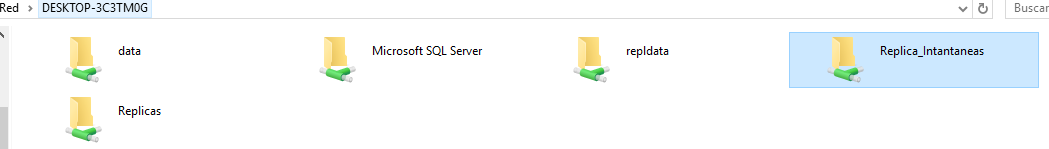 Red > DESKTOP-3C3TM0G
Buscar
data
Microsoft SQL Server
repldata
Replica_Intantaneas
Replicas